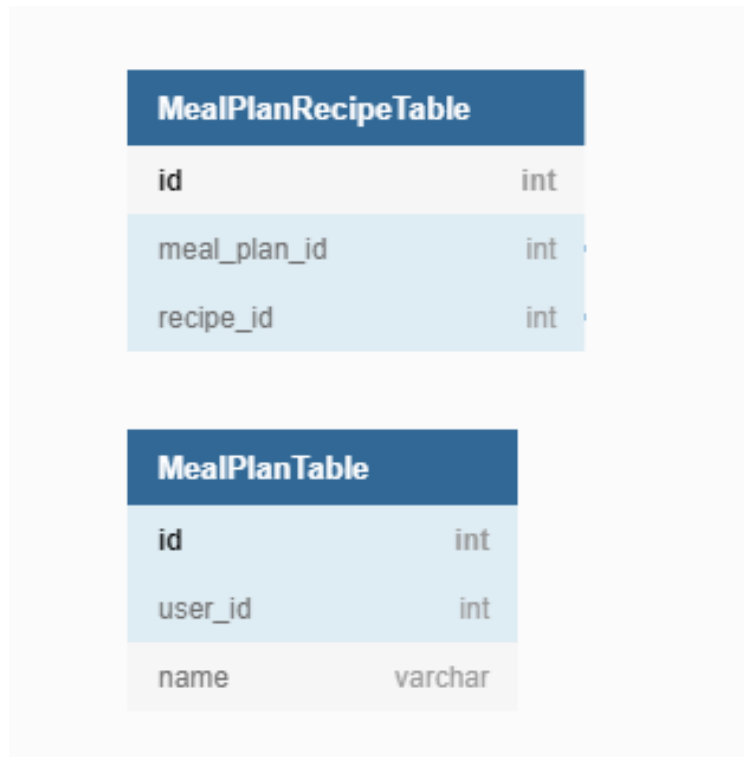 MealPlanRecipeTable
id int
meal_plan_id int
recipe_id int
MealPlanTable
id int
user_id int
name varchar